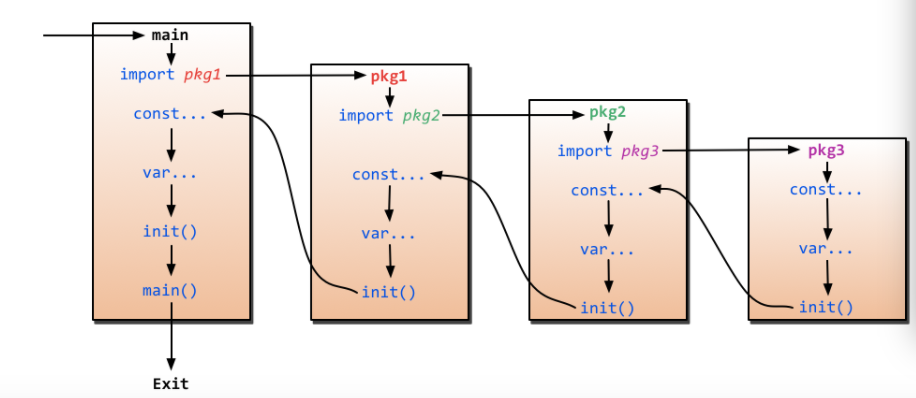 main
import pkg1
const...
var...
init()
main()
Exit
pkg1
import pkg2
const...
var...
init()
pkg2
import pkg3
const...
var...
init()
pkg3
const...
var...
init()